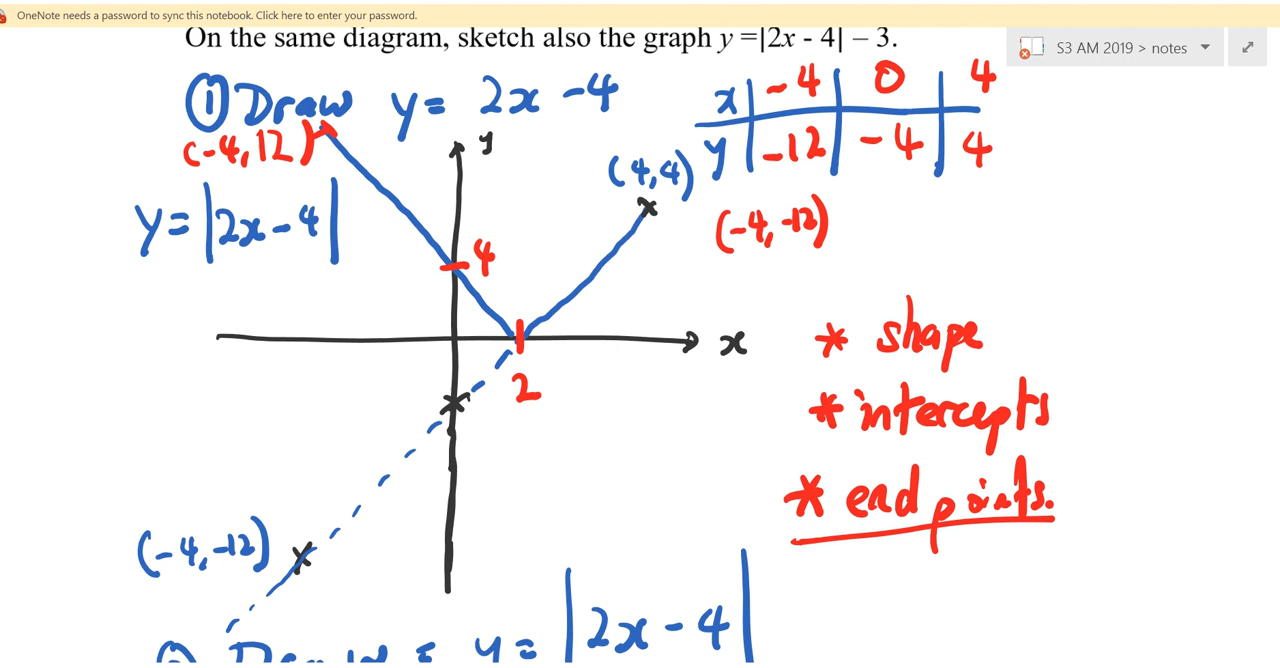 OneNote needs a password to sync this notebook. Click here to enter your password.
On the same diagram, sketch also the graph y =|2x - 4| – 3.
S3 AM 2019 > notes
① Draw y = 2x - 4
x | -4 | 0 | 4
y | -12 | -4 | 4
(-4, 12)
y
(4,4)
y = |2x - 4|
(-4, -12)
4
x
2
* shape
* intercepts
* end points.
(-4, -12)
y = |2x - 4|